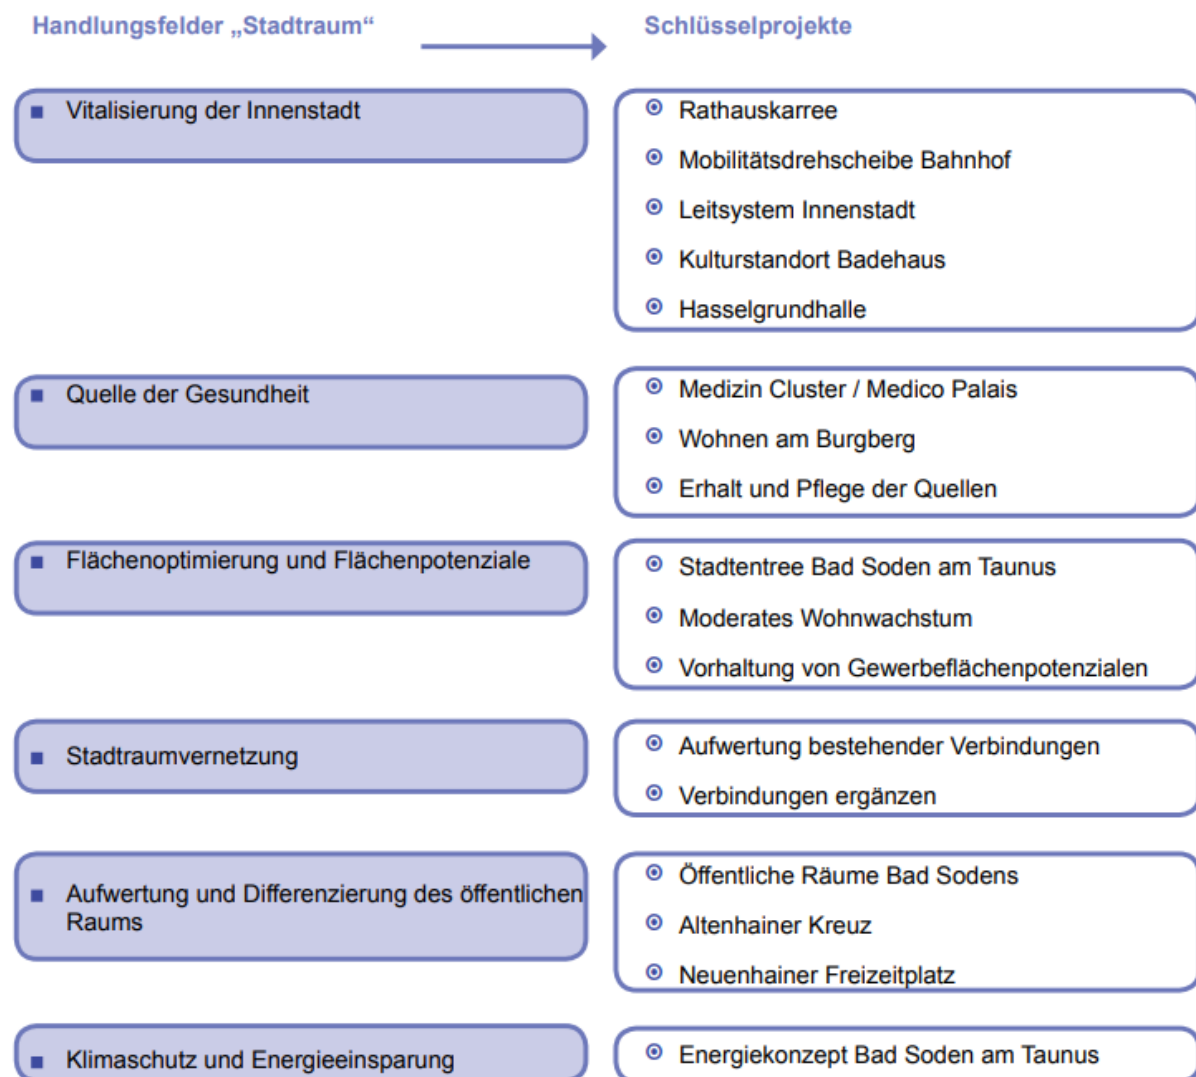 Handlungsfelder „Stadtraum“
Schlüsselprojekte
Vitalisierung der Innenstadt
Rathauskarree
Mobilitätsdrehscheibe Bahnhof
Leitsystem Innenstadt
Kulturstandort Badehaus
Hasselgrundhalle
Quelle der Gesundheit
Medizin Cluster / Medico Palais
Wohnen am Burgberg
Erhalt und Pflege der Quellen
Flächenoptimierung und Flächenpotenziale
Stadtentree Bad Soden am Taunus
Moderates Wohnwachstum
Vorhaltung von Gewerbeflächenpotenzialen
Stadtraumvernetzung
Aufwertung bestehender Verbindungen
Verbindungen ergänzen
Aufwertung und Differenzierung des öffentlichen
Raums
Öffentliche Räume Bad Sodens
Altenhainer Kreuz
Neuenhainer Freizeitplatz
Klimaschutz und Energieeinsparung
Energiekonzept Bad Soden am Taunus